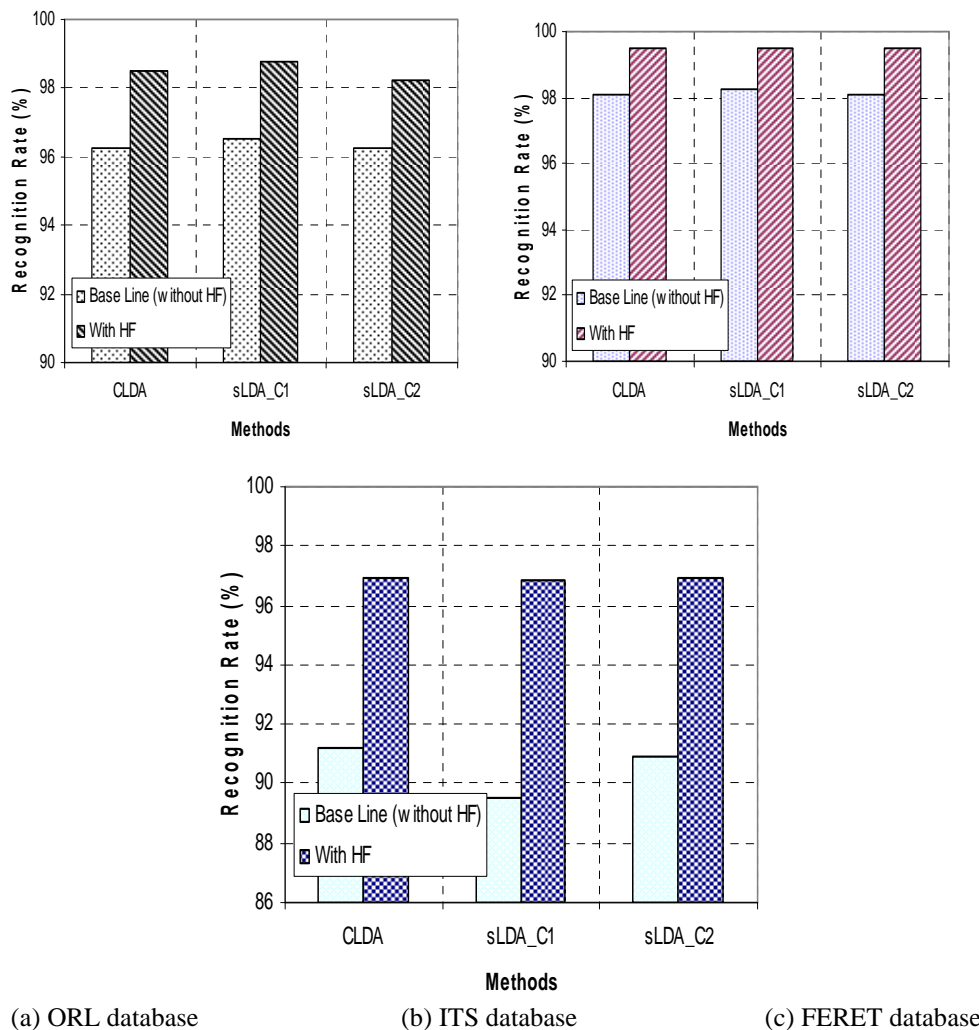 100
98
96
94
92
90
Recognition Rate (%)
Base Line (without HF)
With HF
CLDA sLDA_C1 sLDA_C2
Methods
100
98
96
94
92
90
Recognition Rate (%)
Base Line (without HF)
With HF
CLDA sLDA_C1 sLDA_C2
Methods
100
98
96
94
92
90
88
86
Recognition Rate (%)
Base Line (without HF)
With HF
CLDA sLDA_C1 sLDA_C2
Methods
(a) ORL database (b) ITS database (c) FERET database